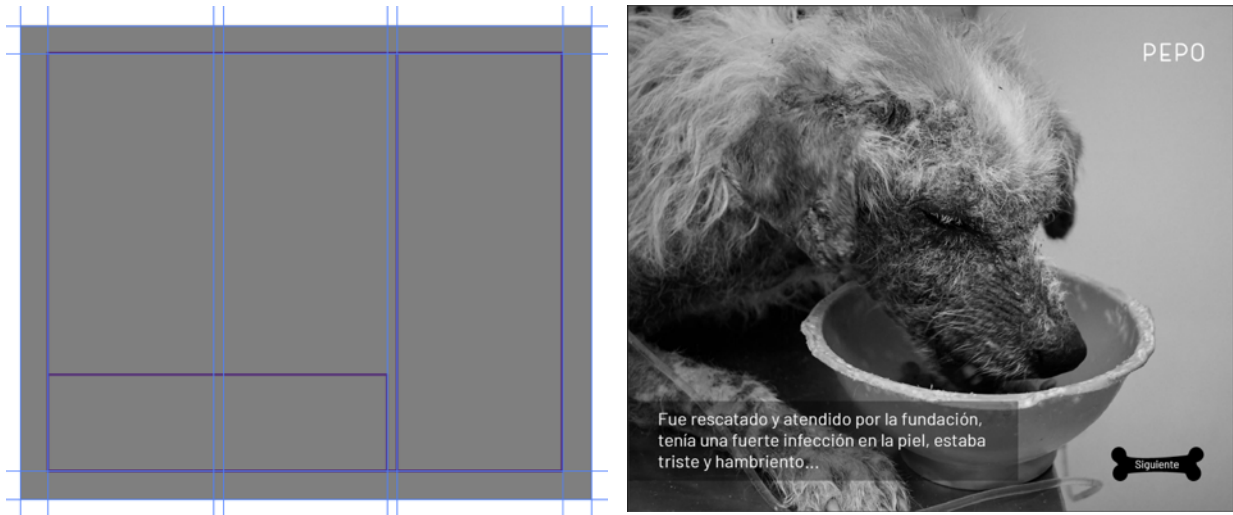 PEPO
Fue rescatado y atendido por la fundación,
tenía una fuerte infección en la piel, estaba
triste y hambriento...
Siguiente